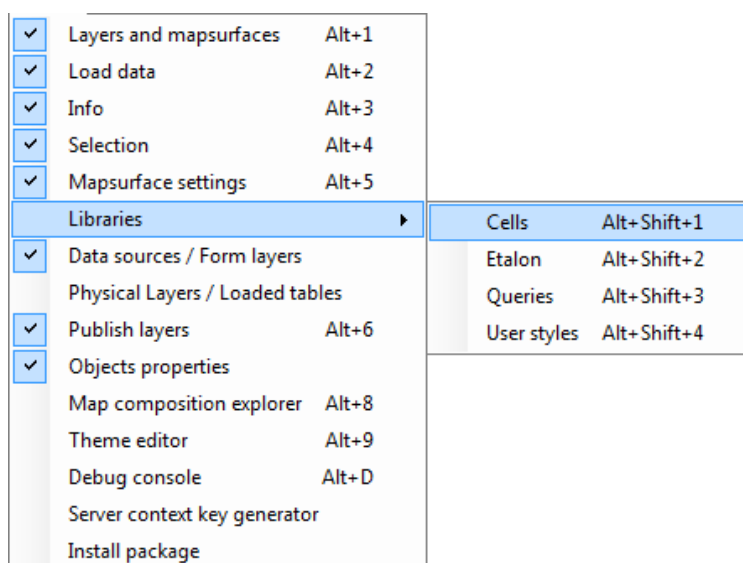 Layers and mapsurfaces Alt+1
Load data Alt+2
Info Alt+3
Selection Alt+4
Mapsurface settings Alt+5
Libraries
Cells Alt+Shift+1
Data sources / Form layers
Etalon Alt+Shift+2
Physical Layers / Loaded tables
Queries Alt+Shift+3
Publish layers Alt+6
User styles Alt+Shift+4
Objects properties
Map composition explorer Alt+8
Theme editor Alt+9
Debug console Alt+D
Server context key generator
Install package